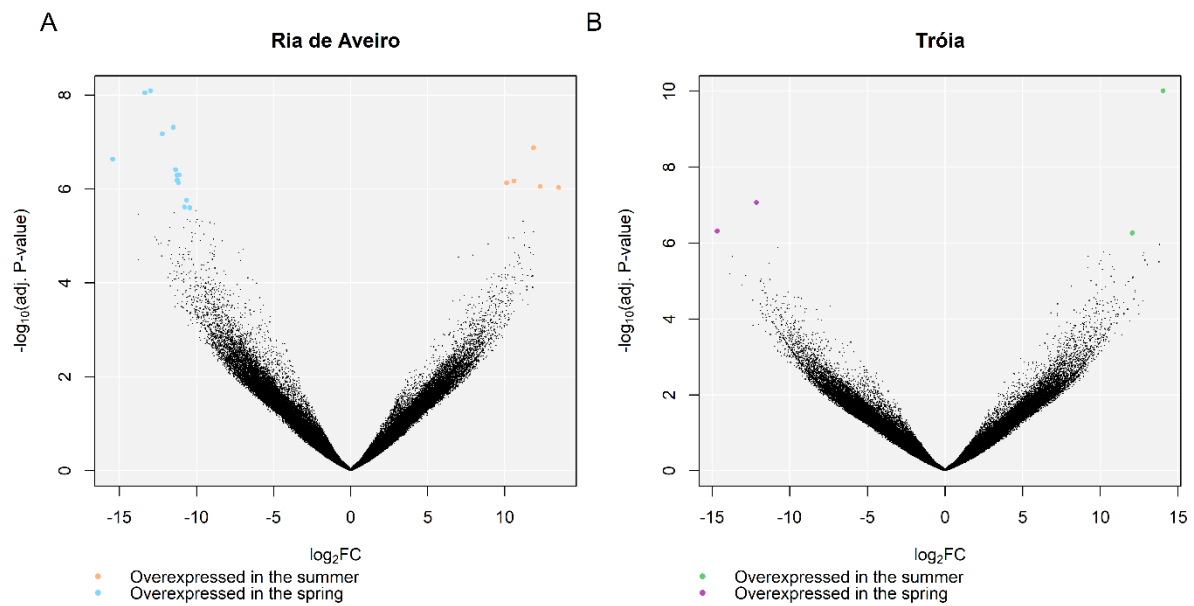 A
Ria de Aveiro
-log10(adj. P-value)
8
6
4
2
0
-15 -10 -5 0 5 10
log2FC
Overexpressed in the summer
Overexpressed in the spring
B
Tróia
-log10(adj. P-value)
10
8
6
4
2
0
-15 -10 -5 0 5 10 15
log2FC
Overexpressed in the summer
Overexpressed in the spring